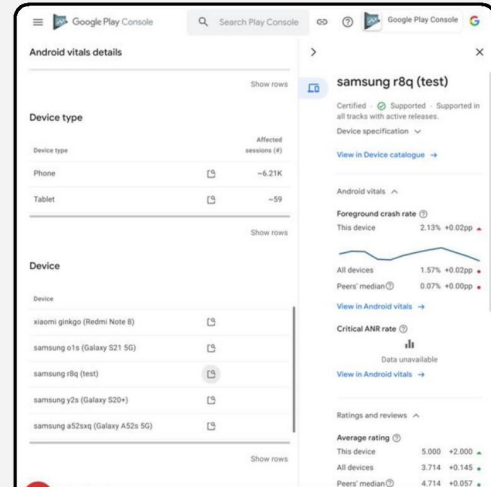 Google Play Console
Search Play Console
Google Play Console
G
Android vitals details
Show rows
Device type
Device type
Affected
sessions (#)
Phone
~6.21K
Tablet
~59
Show rows
Device
Device
xiaomi ginkgo (Redmi Note 8)
samsung o1s (Galaxy S21 5G)
samsung r8q (test)
samsung y2s (Galaxy S20+)
samsung a52sxq (Galaxy A52s 5G)
Show rows
samsung r8q (test)
Certified · Supported · Supported in
all tracks with active releases.
Device specification
View in Device catalogue →
Android vitals
Foreground crash rate
This device 2.13% +0.02pp
All devices 1.57% +0.02pp
Peers' median 0.07% +0.00pp
View in Android vitals →
Critical ANR rate
Data unavailable
View in Android vitals →
Ratings and reviews
Average rating
This device 5.000 +2.000
All devices 3.714 +0.145
Peers' median 4.714 +0.057